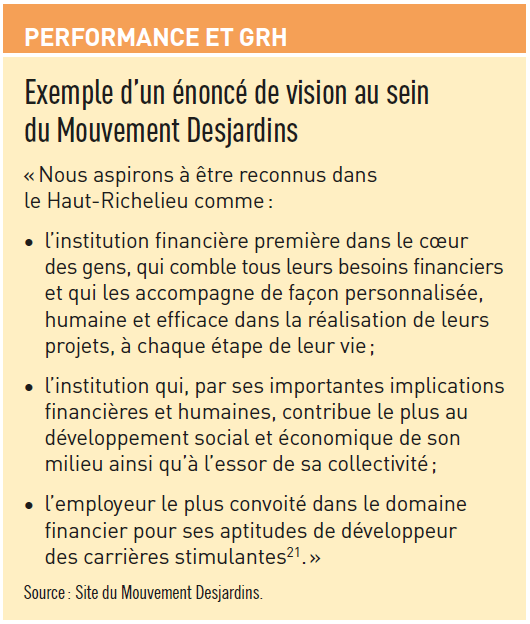 PERFORMANCE ET GRH
Exemple d’un énoncé de vision au sein
du Mouvement Desjardins
« Nous aspirons à être reconnus dans
le Haut-Richelieu comme :
• l’institution financière première dans le cœur
des gens, qui comble tous leurs besoins financiers
et qui les accompagne de façon personnalisée,
humaine et efficace dans la réalisation de leurs
projets, à chaque étape de leur vie ;
• l’institution qui, par ses importantes implications
financières et humaines, contribue le plus au
développement social et économique de son
milieu ainsi qu’à l’essor de sa collectivité ;
• l’employeur le plus convoité dans le domaine
financier pour ses aptitudes de développeur
des carrières stimulantes²¹. »
Source : Site du Mouvement Desjardins.